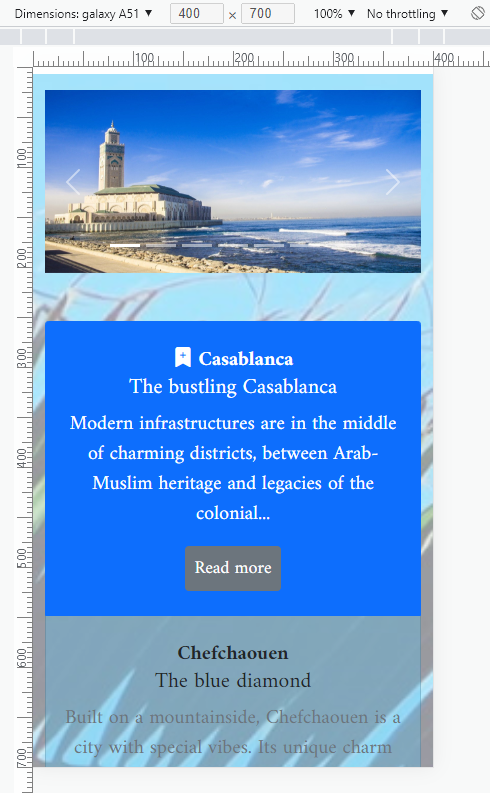 Dimensions: galaxy A51 ▼ 400 × 700 100% ▼ No throttling ▼
100 200 300 400
100
200
300
Casablanca
The bustling Casablanca
Modern infrastructures are in the middle
400
of charming districts, between Arab-
Muslim heritage and legacies of the
colonial...
500
Read more
600
Chefchaouen
The blue diamond
Built on a mountainside, Chefchaouen is a
700
city with special vibes. Its unique charm